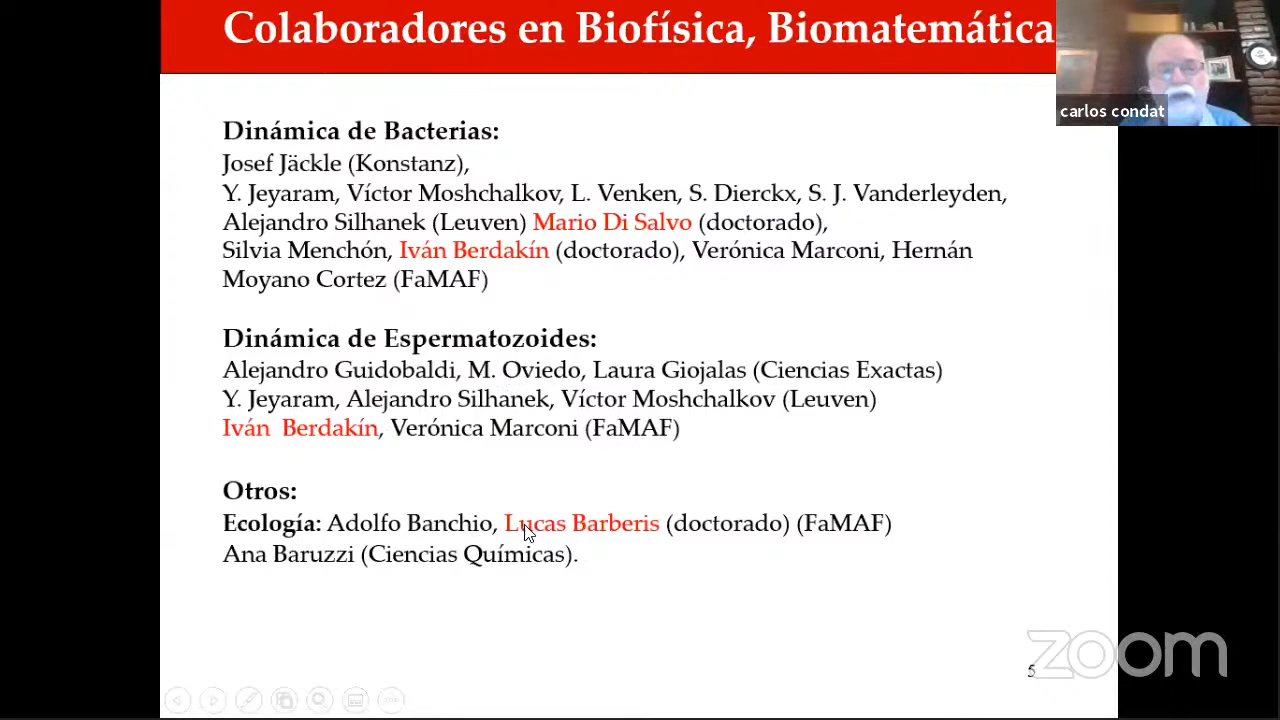 Colaboradores en Biofísica, Biomatemática
carlos condat
Dinámica de Bacterias:
Josef Jäckle (Konstanz),
Y. Jeyaram, Víctor Moshchalkov, L. Venken, S. Dierckx, S. J. Vanderleyden,
Alejandro Silhanek (Leuven) Mario Di Salvo (doctorado),
Silvia Menchón, Iván Berdakín (doctorado), Verónica Marconi, Hernán
Moyano Cortez (FaMAF)
Dinámica de Espermatozoides:
Alejandro Guidobaldi, M. Oviedo, Laura Giojalas (Ciencias Exactas)
Y. Jeyaram, Alejandro Silhanek, Víctor Moshchalkov (Leuven)
Iván Berdakín, Verónica Marconi (FaMAF)
Otros:
Ecología: Adolfo Banchio, Lucas Barberis (doctorado) (FaMAF)
Ana Baruzzi (Ciencias Químicas).
5
zoom